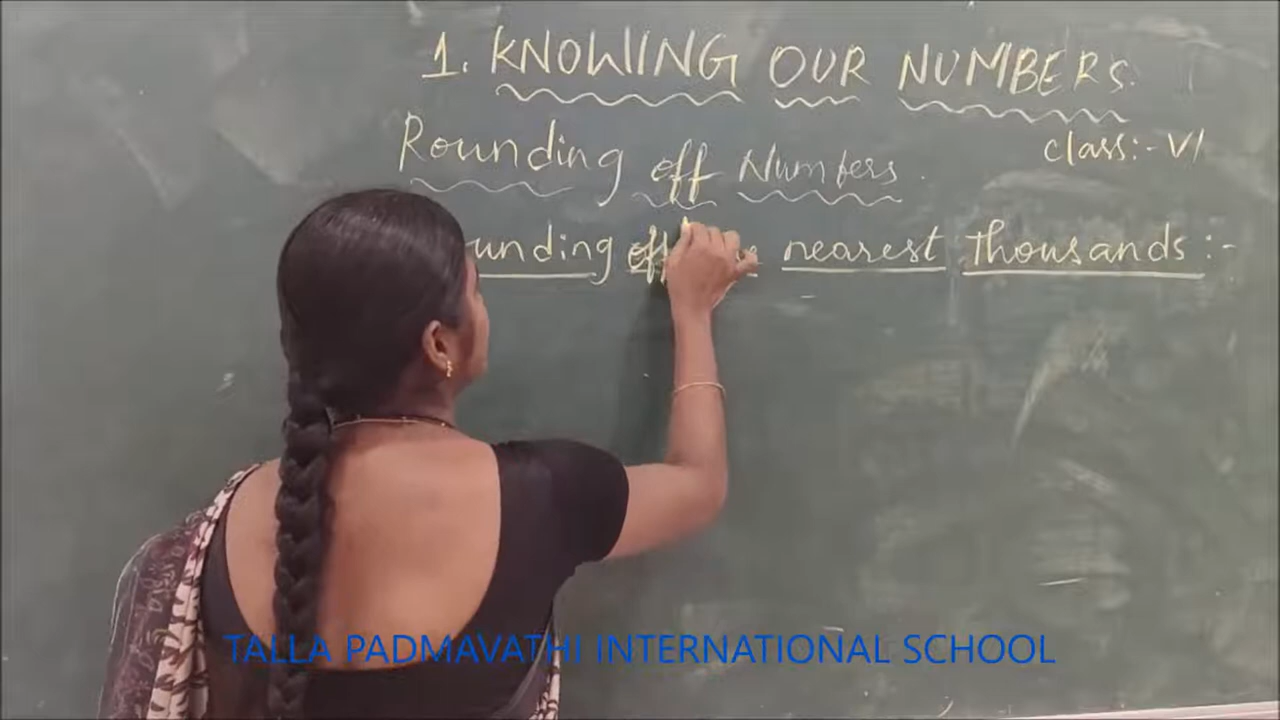 1. KNOWING OUR NUMBERS.
Rounding off Numbers.
class:- VI
unding off nearest Thousands :-
TALLA PADMAVATHI INTERNATIONAL SCHOOL